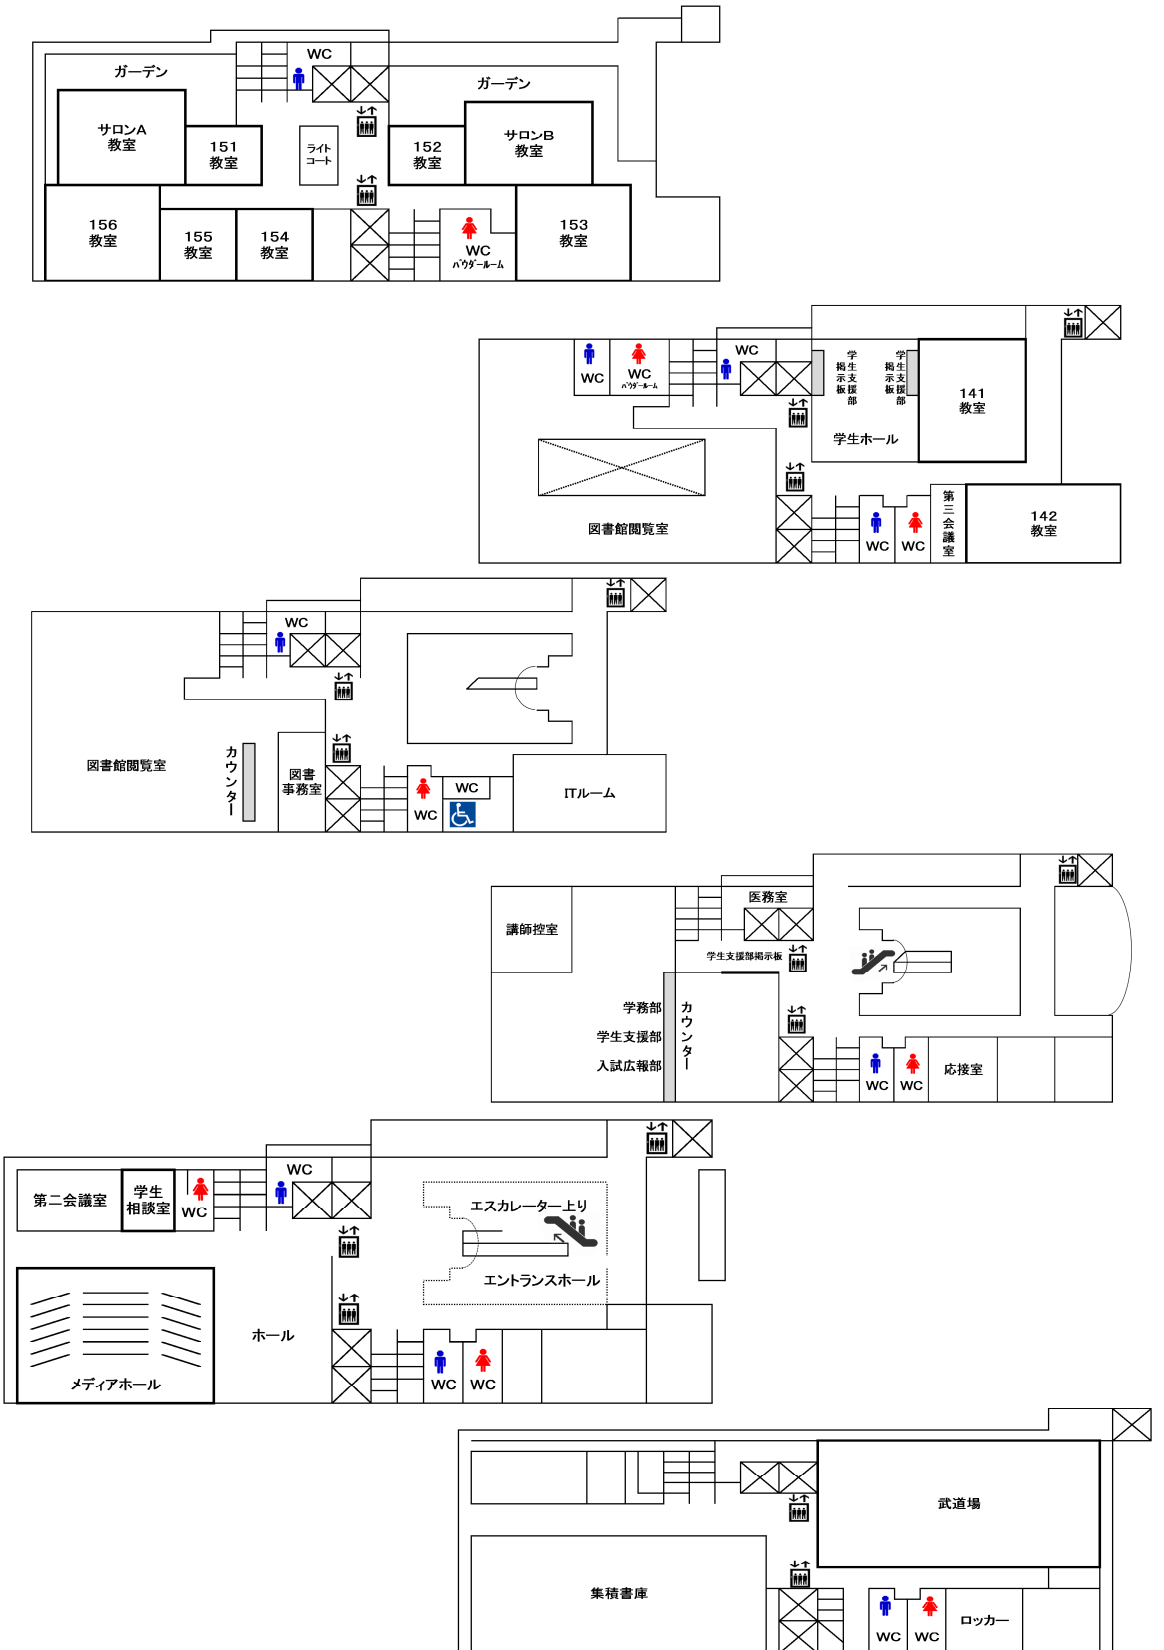 WC
ガーデン
ガーデン
サロンA
教室
151
教室
ライト
コート
152
教室
サロンB
教室
156
教室
155
教室
154
教室
WC
パウダールーム
153
教室
WC
WC
パウダールーム
WC
学生支援部
掲示板
学生支援部
掲示板
141
教室
学生ホール
図書館閲覧室
WC
WC
第三会議室
142
教室
WC
図書館閲覧室
カウンター
図書
事務室
WC
WC
ITルーム
講師控室
医務室
学生支援部掲示板
学務部
学生支援部
入試広報部
カウンター
WC
WC
応接室
第二会議室
学生
相談室
WC
WC
エスカレーター上り
エントランスホール
ホール
メディアホール
WC
WC
武道場
集積書庫
WC
WC
ロッカー